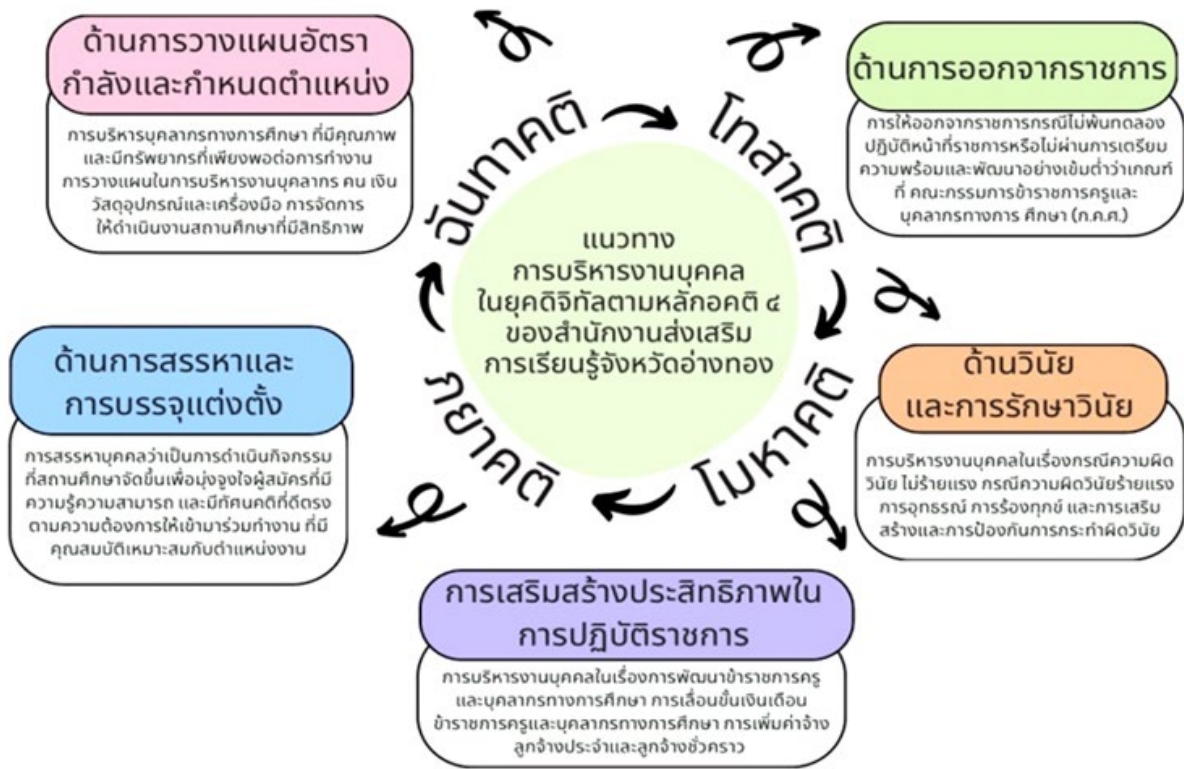 ด้านการวางแผนอัตรา
กำลังและกำหนดตำแหน่ง
การบริหารบุคลากรทางการศึกษา ที่มีคุณภาพ
และมีทรัพยากรที่เพียงพอต่อการทำงาน
การวางแผนในการบริหารงานบุคลากร คน เงิน
วัสดุอุปกรณ์และเครื่องมือ การจัดการ
ให้ดำเนินงานสถานศึกษาที่มีสิทธิภาพ
ด้านการออกจากราชการ
การให้ออกจากราชการกรณีไม่พ้นทดลอง
ปฏิบัติหน้าที่ราชการหรือไม่ผ่านการเตรียม
ความพร้อมและพัฒนาอย่างเข้มต่ำว่าเกณฑ์
ที่ คณะกรรมการข้าราชการครูและ
บุคลากรทางการ ศึกษา (ก.ค.ศ.)
ฉันทาคติ
โทสาคติ
โมหาคติ
ภยาคติ
แนวทาง
การบริหารงานบุคคล
ในยุคดิจิทัลตามหลักอคติ ๔
ของสำนักงานส่งเสริม
การเรียนรู้จังหวัดอ่างทอง
ด้านการสรรหาและ
การบรรจุแต่งตั้ง
การสรรหาบุคคลว่าเป็นการดำเนินกิจกรรม
ที่สถานศึกษาจัดขึ้นเพื่อมุ่งจูงใจผู้สมัครที่มี
ความรู้ความสามารถ และมีทัศนคติที่ดีตรง
ตามความต้องการให้เข้ามาร่วมทำงาน ที่มี
คุณสมบัติเหมาะสมกับตำแหน่งงาน
ด้านวินัย
และการรักษาวินัย
การบริหารงานบุคคลในเรื่องกรณีความผิด
วินัย ไม่ร้ายแรง กรณีความผิดวินัยร้ายแรง
การอุทธรณ์ การร้องทุกข์ และการเสริม
สร้างและการป้องกันการกระทำผิดวินัย
การเสริมสร้างประสิทธิภาพใน
การปฏิบัติราชการ
การบริหารงานบุคคลในเรื่องการพัฒนาข้าราชการครู
และบุคลากรทางการศึกษา การเลื่อนขั้นเงินเดือน
ข้าราชการครูและบุคลากรทางการศึกษา การเพิ่มค่าจ้าง
ลูกจ้างประจำและลูกจ้างชั่วคราว